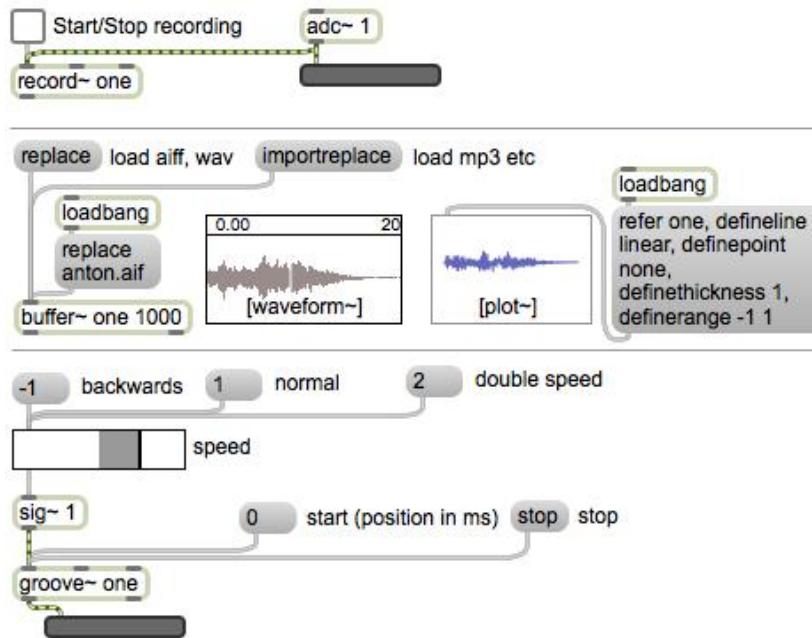 Start/Stop recording
adc~ 1
record~ one
replace
load aiff, wav
importreplace
load mp3 etc
loadbang
replace
anton.aif
buffer~ one 1000
0.00
20
[waveform~]
[plot~]
loadbang
refer one, defineline
linear, definepoint
none,
definethickness 1,
definerange -1 1
-1
backwards
1
normal
2
double speed
speed
sig~ 1
0
start (position in ms)
stop
stop
groove~ one